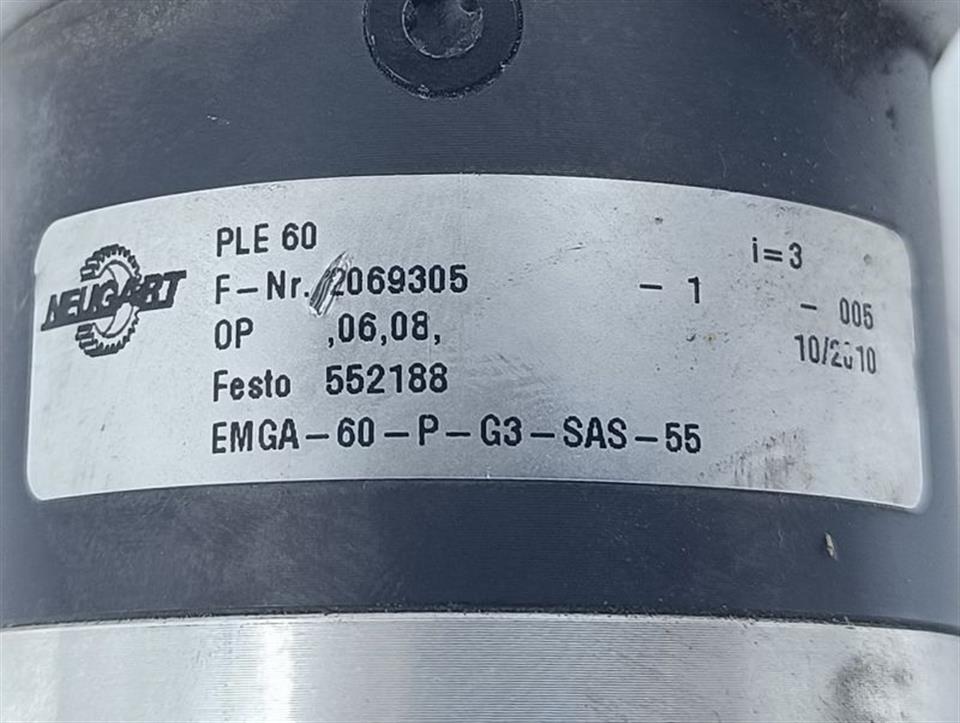 NEUGART
PLE 60 i=3
F-Nr. 2069305 - 1 - 005
OP ,06,08, 10/2010
Festo 552188
EMGA-60-P-G3-SAS-55